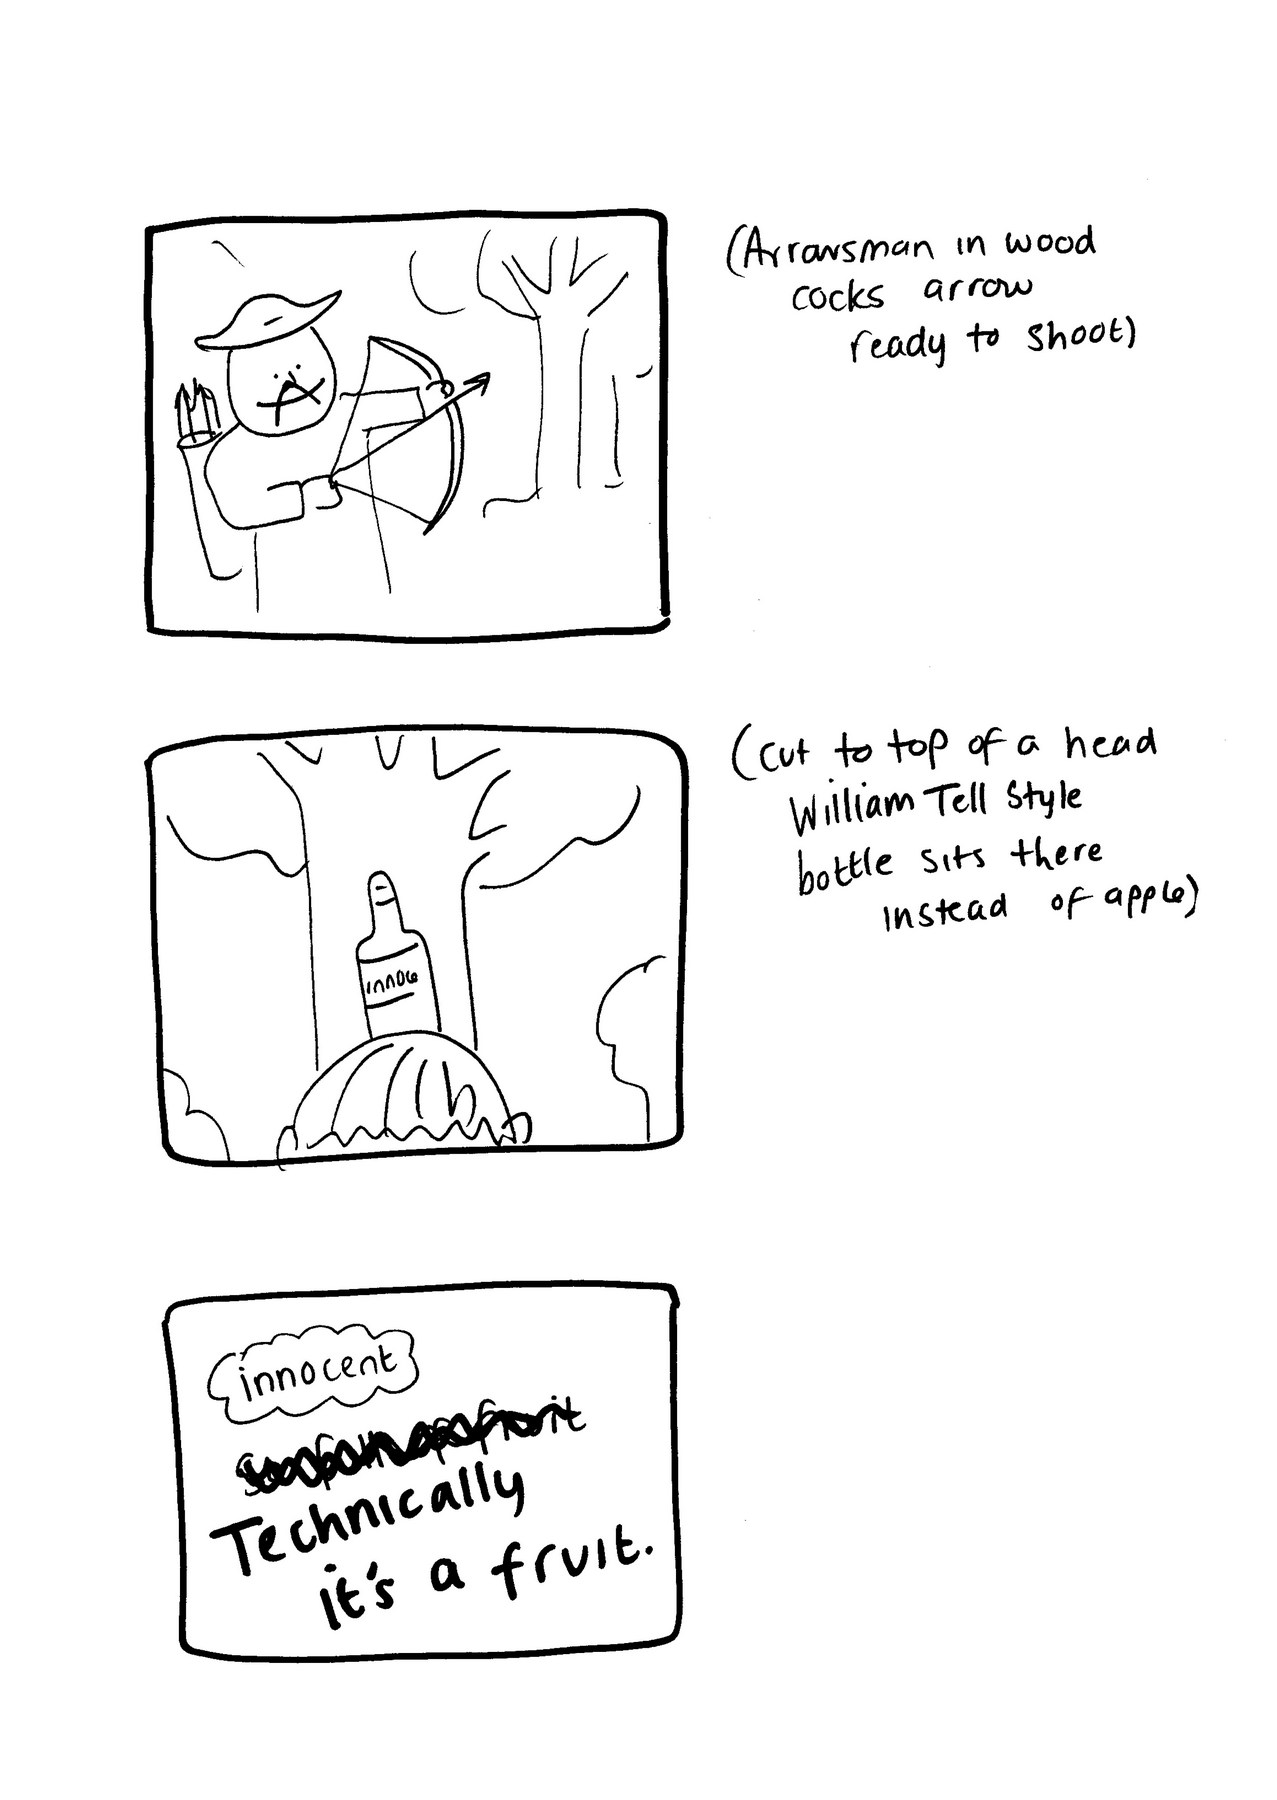 (Arrowsman in wood
cocks arrow
ready to shoot)
(cut to top of a head
William Tell Style
bottle sits there
instead of apple)
innoc
innocent
Technically
it's a fruit.